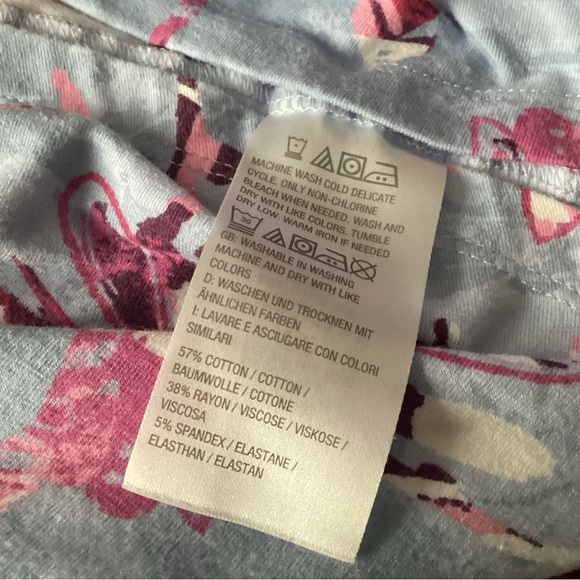 MACHINE WASH COLD DELICATE
CYCLE. ONLY NON-CHLORINE
BLEACH WHEN NEEDED. WASH AND
DRY WITH LIKE COLORS. TUMBLE
DRY LOW. WARM IRON IF NEEDED
30
GB: WASHABLE IN WASHING
MACHINE AND DRY WITH LIKE
COLORS
D: WASCHEN UND TROCKNEN MIT
ÄHNLICHEN FARBEN
I: LAVARE E ASCIUGARE CON COLORI
SIMILARI
57% COTTON / COTTON /
BAUMWOLLE / COTONE
38% RAYON / VISCOSE / VISKOSE /
VISCOSA
5% SPANDEX / ELASTANE /
ELASTHAN / ELASTAN